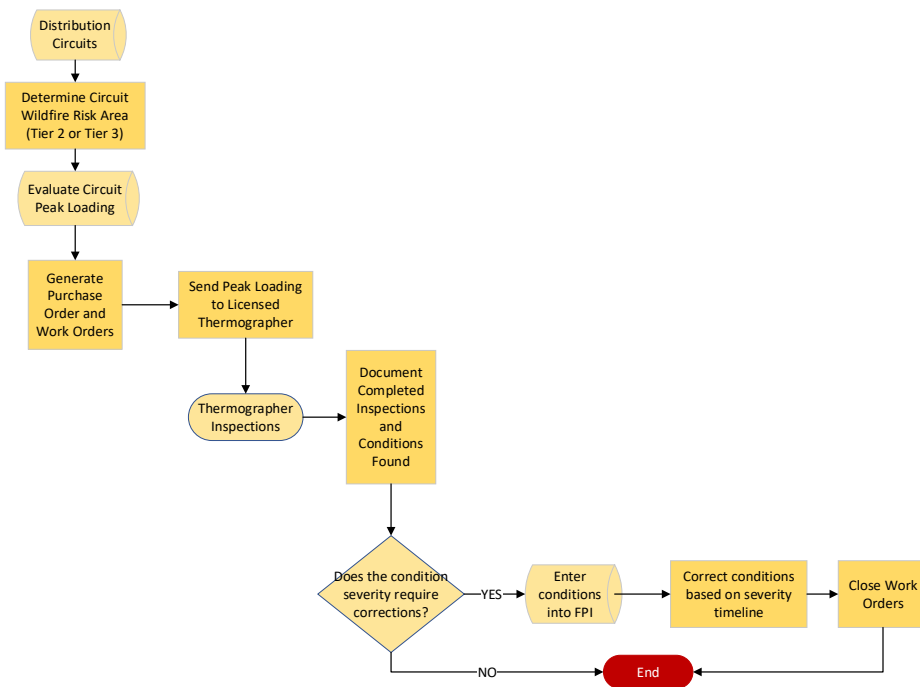 Distribution
Circuits
Determine Circuit
Wildfire Risk Area
(Tier 2 or Tier 3)
Evaluate Circuit
Peak Loading
Generate
Purchase
Order and
Work Orders
Send Peak Loading
to Licensed
Thermographer
Thermographer
Inspections
Document
Completed
Inspections
and
Conditions
Found
Does the condition
severity require
corrections?
YES
Enter
conditions
into FPI
Correct conditions
based on severity
timeline
Close Work
Orders
NO
End